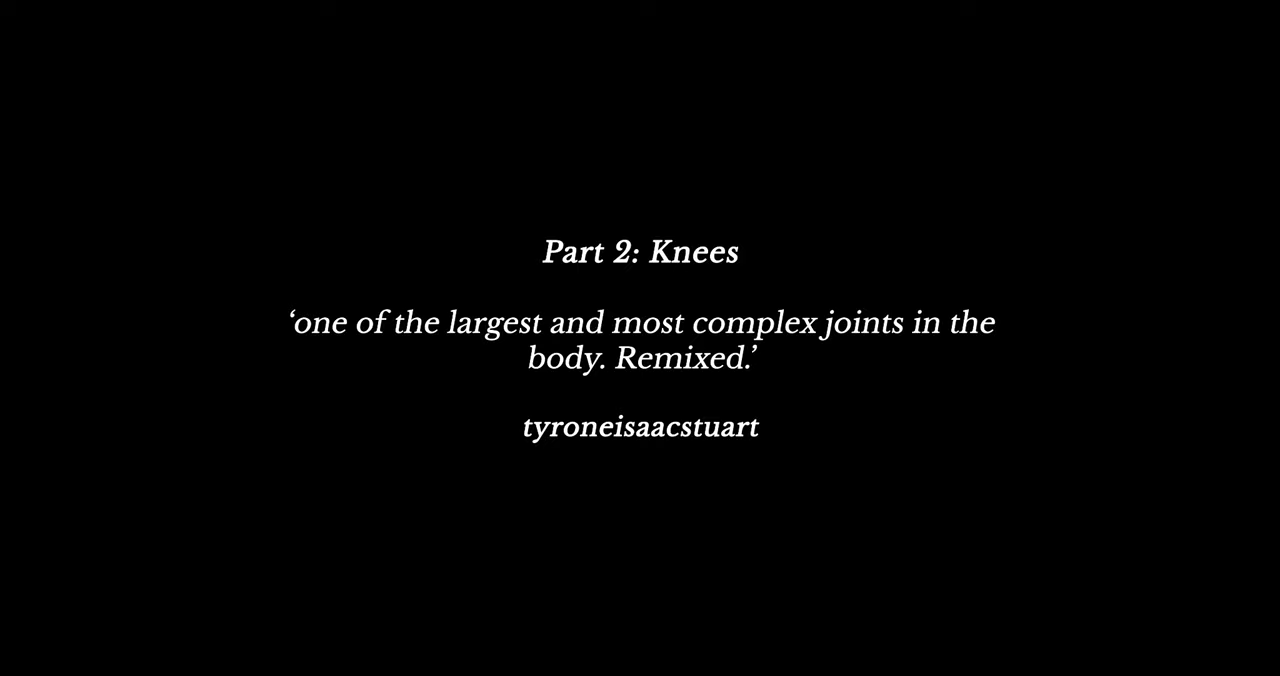 Part 2: Knees
‘one of the largest and most complex joints in the
body. Remixed.’
tyroneisaacstuart